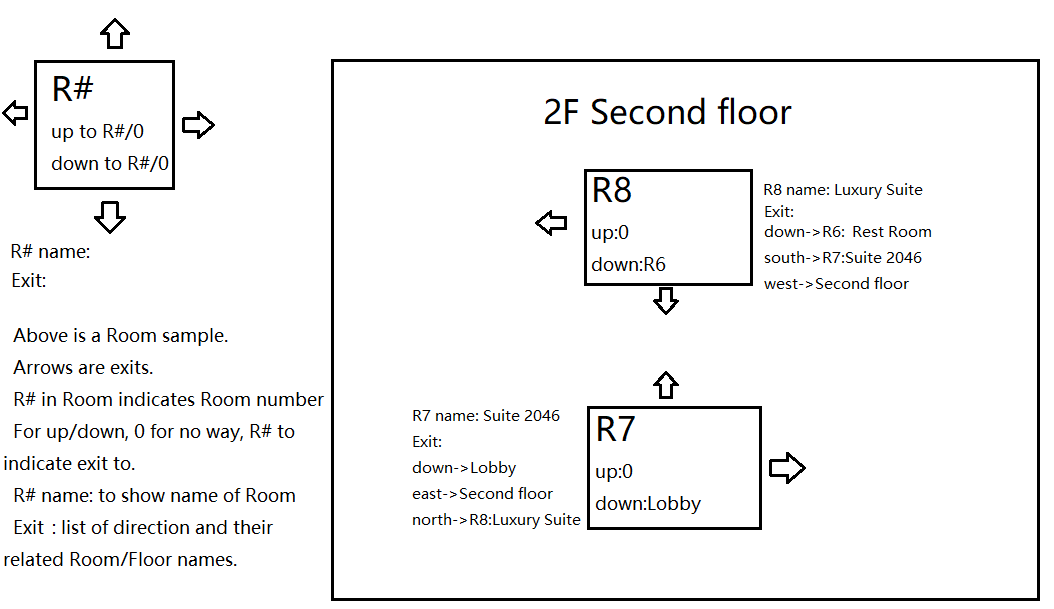 R#
up to R#/0
down to R#/0
R# name:
Exit:
Above is a Room sample.
Arrows are exits.
R# in Room indicates Room number
For up/down, 0 for no way, R# to
indicate exit to.
R# name: to show name of Room
Exit : list of direction and their
related Room/Floor names.
2F Second floor
R8
up:0
down:R6
R8 name: Luxury Suite
Exit:
down->R6: Rest Room
south->R7:Suite 2046
west->Second floor
R7 name: Suite 2046
Exit:
down->Lobby
east->Second floor
north->R8:Luxury Suite
R7
up:0
down:Lobby